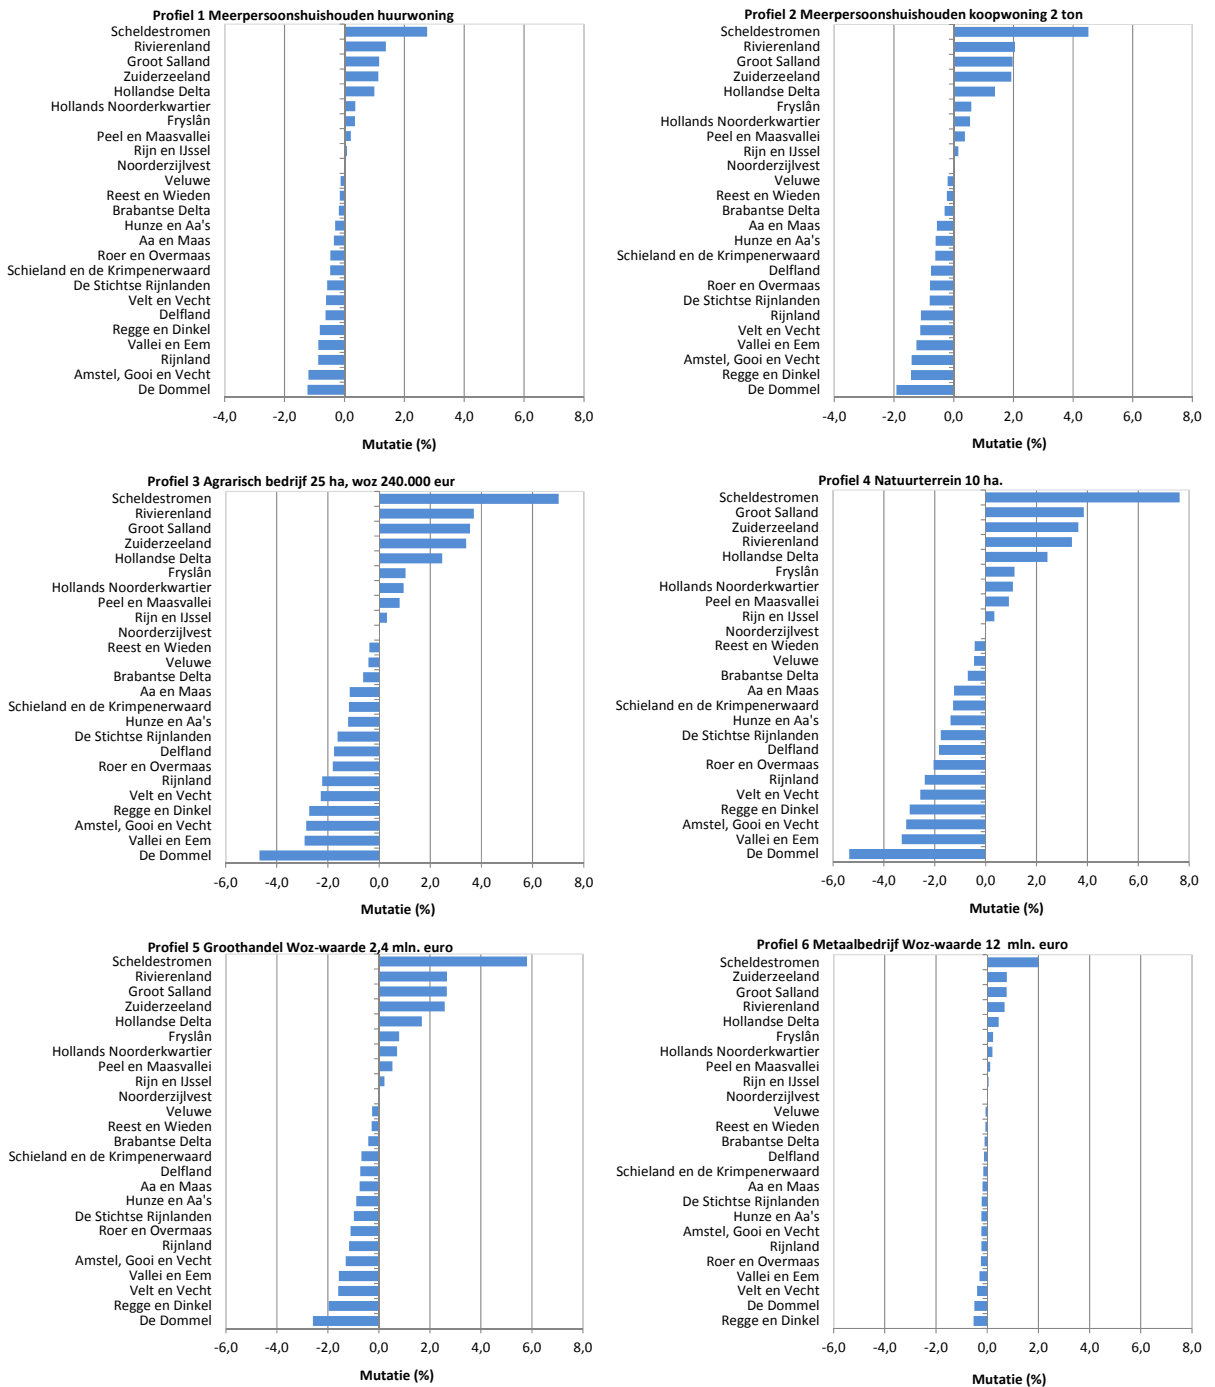 Profiel 1 Meerpersoonshuishouden huurwoning
Scheldestromen
Rivierenland
Groot Salland
Zuiderzeeland
Hollandse Delta
Hollands Noorderkwartier
Fryslân
Peel en Maasvallei
Rijn en IJssel
Noorderzijlvest
Veluwe
Reest en Wieden
Brabantse Delta
Hunze en Aa's
Aa en Maas
Roer en Overmaas
Schieland en de Krimpenerwaard
De Stichtse Rijnlanden
Velt en Vecht
Delfland
Regge en Dinkel
Vallei en Eem
Rijnland
Amstel, Gooi en Vecht
De Dommel
-4,0 -2,0 0,0 2,0 4,0 6,0 8,0
Mutatie (%)
Profiel 2 Meerpersoonshuishouden koopwoning 2 ton
Scheldestromen
Rivierenland
Groot Salland
Zuiderzeeland
Hollandse Delta
Fryslân
Hollands Noorderkwartier
Peel en Maasvallei
Rijn en IJssel
Noorderzijlvest
Veluwe
Reest en Wieden
Brabantse Delta
Aa en Maas
Hunze en Aa's
Schieland en de Krimpenerwaard
Delfland
Roer en Overmaas
De Stichtse Rijnlanden
Rijnland
Velt en Vecht
Vallei en Eem
Amstel, Gooi en Vecht
Regge en Dinkel
De Dommel
-4,0 -2,0 0,0 2,0 4,0 6,0 8,0
Mutatie (%)
Profiel 3 Agrarisch bedrijf 25 ha, woz 240.000 eur
Scheldestromen
Rivierenland
Groot Salland
Zuiderzeeland
Hollandse Delta
Fryslân
Hollands Noorderkwartier
Peel en Maasvallei
Rijn en IJssel
Noorderzijlvest
Reest en Wieden
Veluwe
Brabantse Delta
Aa en Maas
Schieland en de Krimpenerwaard
Hunze en Aa's
De Stichtse Rijnlanden
Delfland
Roer en Overmaas
Rijnland
Velt en Vecht
Regge en Dinkel
Amstel, Gooi en Vecht
Vallei en Eem
De Dommel
-6,0 -4,0 -2,0 0,0 2,0 4,0 6,0 8,0
Mutatie (%)
Profiel 4 Natuurterrein 10 ha.
Scheldestromen
Groot Salland
Zuiderzeeland
Rivierenland
Hollandse Delta
Fryslân
Hollands Noorderkwartier
Peel en Maasvallei
Rijn en IJssel
Noorderzijlvest
Reest en Wieden
Veluwe
Brabantse Delta
Aa en Maas
Schieland en de Krimpenerwaard
Hunze en Aa's
De Stichtse Rijnlanden
Delfland
Roer en Overmaas
Rijnland
Velt en Vecht
Regge en Dinkel
Amstel, Gooi en Vecht
Vallei en Eem
De Dommel
-6,0 -4,0 -2,0 0,0 2,0 4,0 6,0 8,0
Mutatie (%)
Profiel 5 Groothandel Woz-waarde 2,4 mln. euro
Scheldestromen
Rivierenland
Groot Salland
Zuiderzeeland
Hollandse Delta
Fryslân
Hollands Noorderkwartier
Peel en Maasvallei
Rijn en IJssel
Noorderzijlvest
Veluwe
Reest en Wieden
Brabantse Delta
Schieland en de Krimpenerwaard
Delfland
Aa en Maas
Hunze en Aa's
De Stichtse Rijnlanden
Roer en Overmaas
Rijnland
Amstel, Gooi en Vecht
Vallei en Eem
Velt en Vecht
Regge en Dinkel
De Dommel
-6,0 -4,0 -2,0 0,0 2,0 4,0 6,0 8,0
Mutatie (%)
Profiel 6 Metaalbedrijf Woz-waarde 12 mln. euro
Scheldestromen
Zuiderzeeland
Groot Salland
Rivierenland
Hollandse Delta
Fryslân
Hollands Noorderkwartier
Peel en Maasvallei
Rijn en IJssel
Noorderzijlvest
Veluwe
Reest en Wieden
Brabantse Delta
Delfland
Schieland en de Krimpenerwaard
Aa en Maas
De Stichtse Rijnlanden
Hunze en Aa's
Amstel, Gooi en Vecht
Rijnland
Roer en Overmaas
Vallei en Eem
Velt en Vecht
De Dommel
Regge en Dinkel
-6,0 -4,0 -2,0 0,0 2,0 4,0 6,0 8,0
Mutatie (%)